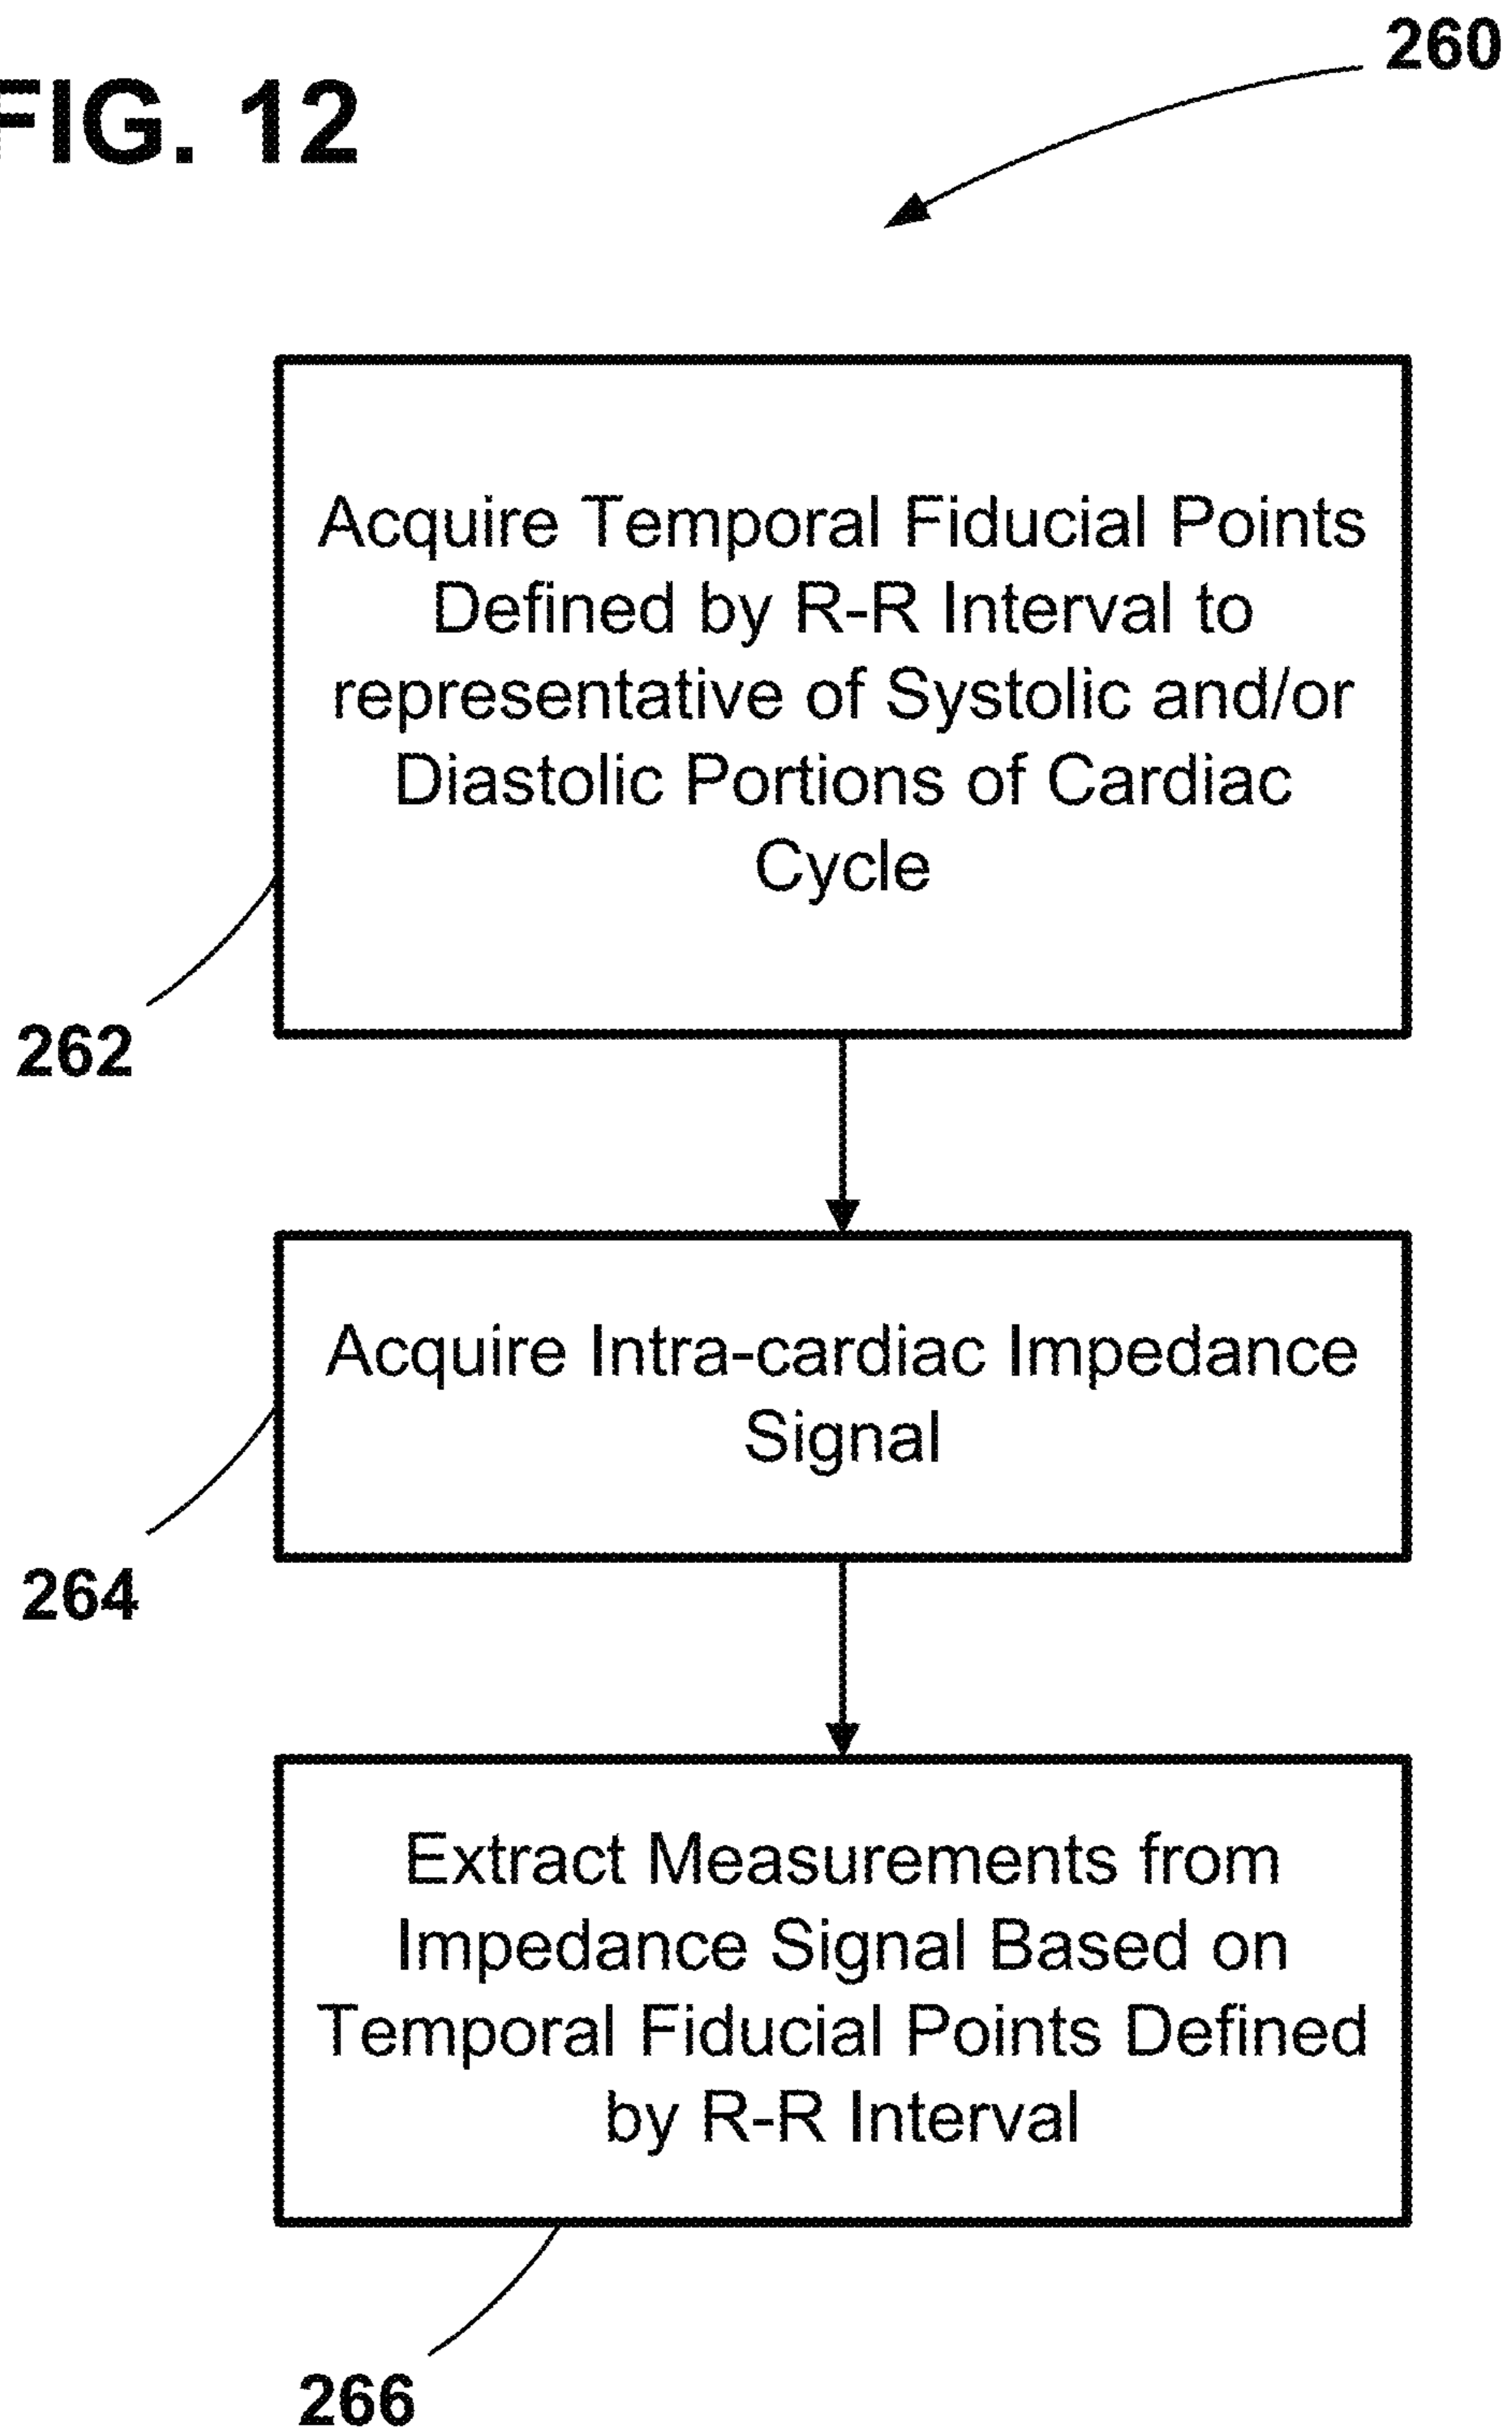 FIG. 12
260
Acquire Temporal Fiducial Points
Defined by R-R Interval to
representative of Systolic and/or
Diastolic Portions of Cardiac
Cycle
262
Acquire Intra-cardiac Impedance
Signal
264
Extract Measurements from
Impedance Signal Based on
Temporal Fiducial Points Defined
by R-R Interval
266